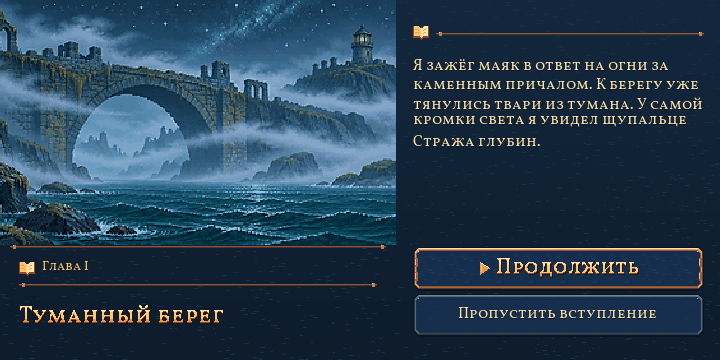 Глава I
Туманный берег
Я зажёг маяк в ответ на огни за
каменным причалом. К берегу уже
тянулись твари из тумана. У самой
кромки света я увидел щупальце
Стража глубин.
Продолжить
Пропустить вступление